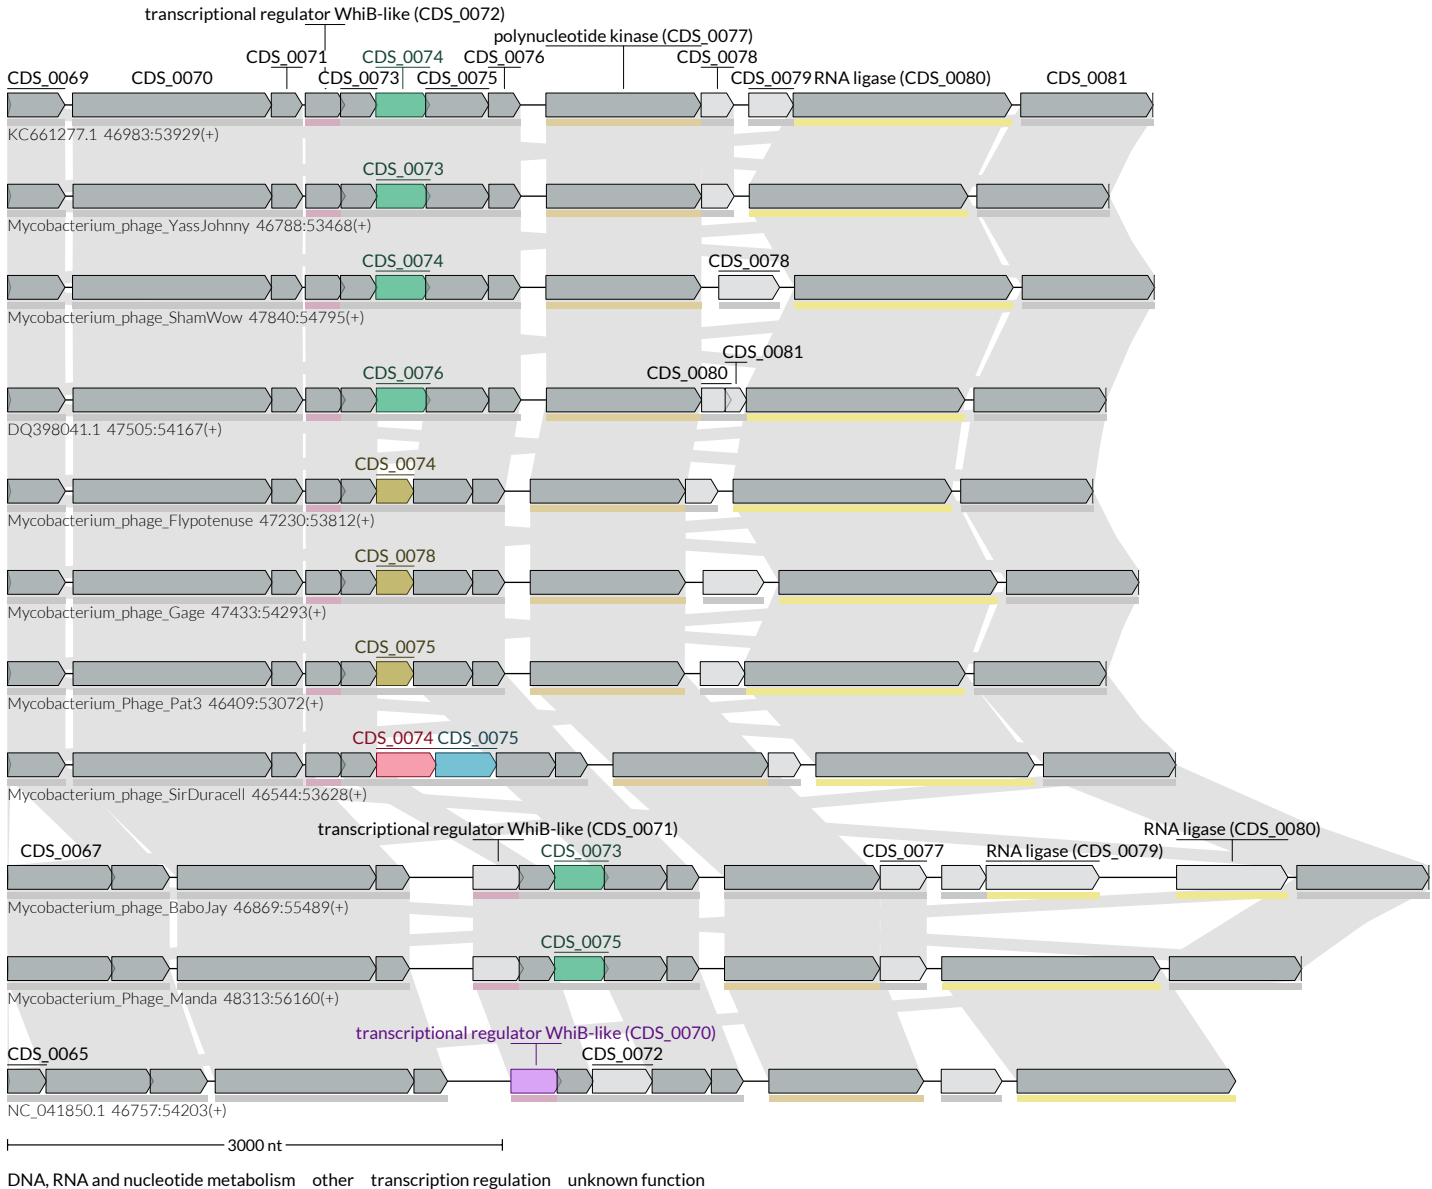 transcriptional regulator WhiB-like (CDS_0072)
polynucleotide kinase (CDS_0077)
CDS_0071 CDS_0074 CDS_0076 CDS_0078
CDS_0069 CDS_0070 CDS_0073 CDS_0075 CDS_0079 RNA ligase (CDS_0080) CDS_0081
KC661277.1 46983:53929(+)
CDS_0073
Mycobacterium_phage_YassJohnny 46788:53468(+)
CDS_0074 CDS_0078
Mycobacterium_phage_ShamWow 47840:54795(+)
CDS_0081
CDS_0076 CDS_0080
DQ398041.1 47505:54167(+)
CDS_0074
Mycobacterium_phage_Flypotenuse 47230:53812(+)
CDS_0078
Mycobacterium_phage_Gage 47433:54293(+)
CDS_0075
Mycobacterium_Phage_Pat3 46409:53072(+)
CDS_0074 CDS_0075
Mycobacterium_phage_SirDuracell 46544:53628(+)
transcriptional regulator WhiB-like (CDS_0071) RNA ligase (CDS_0080)
CDS_0067 CDS_0073 CDS_0077 RNA ligase (CDS_0079)
Mycobacterium_phage_BaboJay 46869:55489(+)
CDS_0075
Mycobacterium_Phage_Manda 48313:56160(+)
transcriptional regulator WhiB-like (CDS_0070)
CDS_0065 CDS_0072
NC_041850.1 46757:54203(+)
3000 nt
DNA, RNA and nucleotide metabolism other transcription regulation unknown function